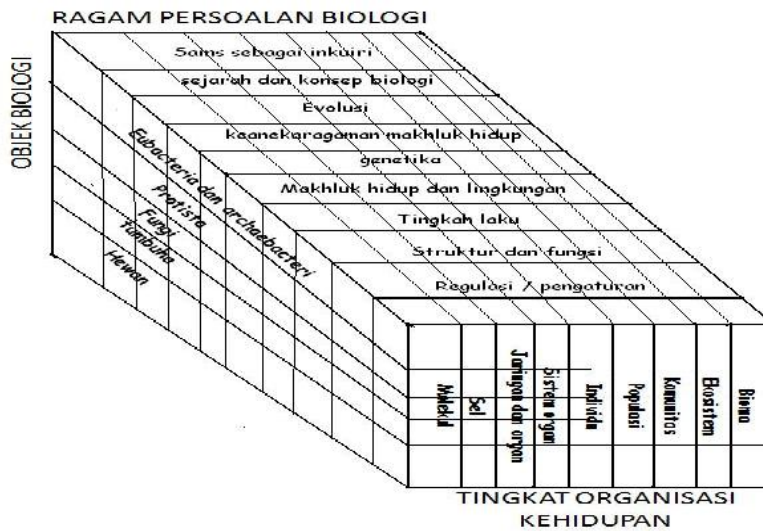 RAGAM PERSOALAN BIOLOGI
OBJEK BIOLOGI
Sains sebagai inkuiri
sejarah dan konsep biologi
Evolusi
keanekaragaman makhluk hidup
genetika
Makhluk hidup dan lingkungan
Tingkah laku
Struktur dan fungsi
Regulasi / pengaturan
Eubacteria dan archaebacteri
Protista
Fungi
Tumbuha
Hewan
Molekul
Sel
Jaringan dan organ
Sistem organ
Individu
Populasi
Komunitas
Ekosistem
Bioma
TINGKAT ORGANISASI
KEHIDUPAN